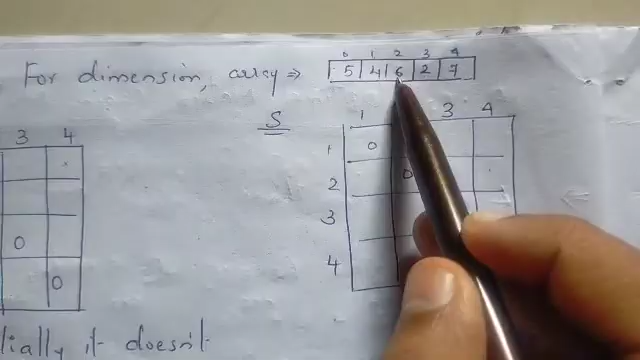 0 1 2 3 4
For dimension, array ⇒ 5 4 6 2 7
3 4
S
1 3 4
1 0
2 0
3 0
4 0
it doesn't